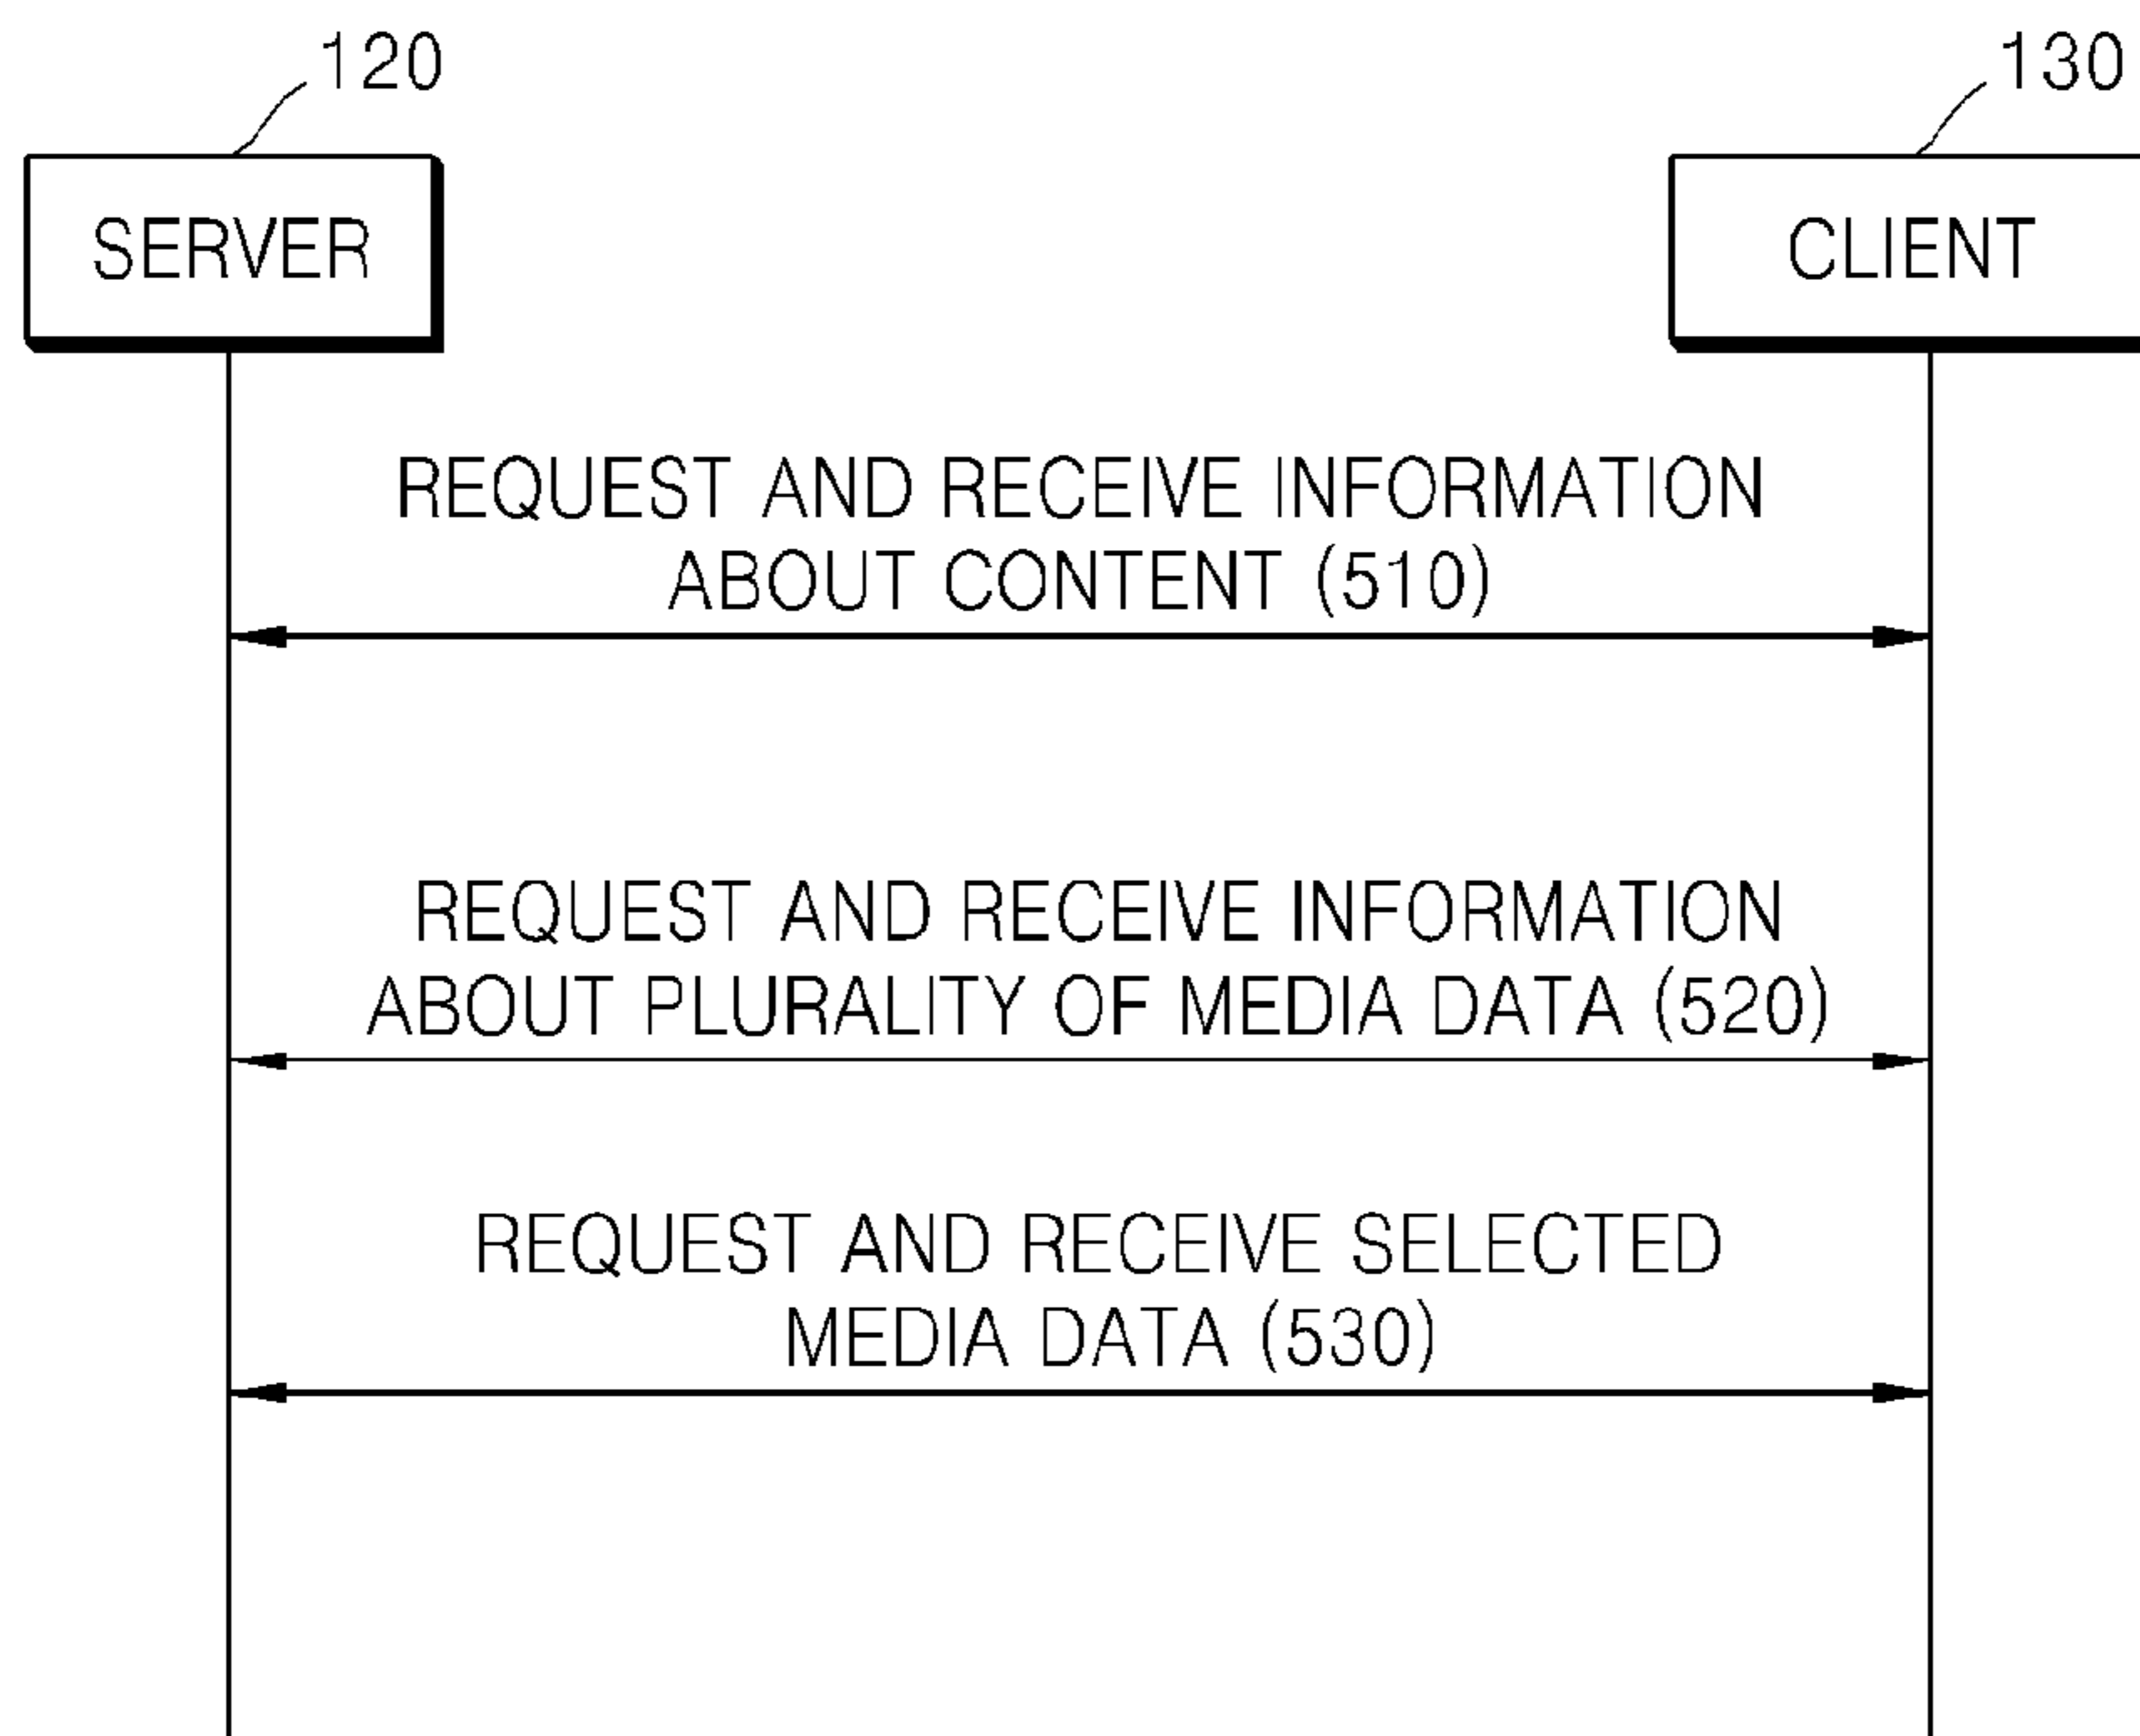 120
130
SERVER
CLIENT
REQUEST AND RECEIVE INFORMATION
ABOUT CONTENT (510)
REQUEST AND RECEIVE INFORMATION
ABOUT PLURALITY OF MEDIA DATA (520)
REQUEST AND RECEIVE SELECTED
MEDIA DATA (530)